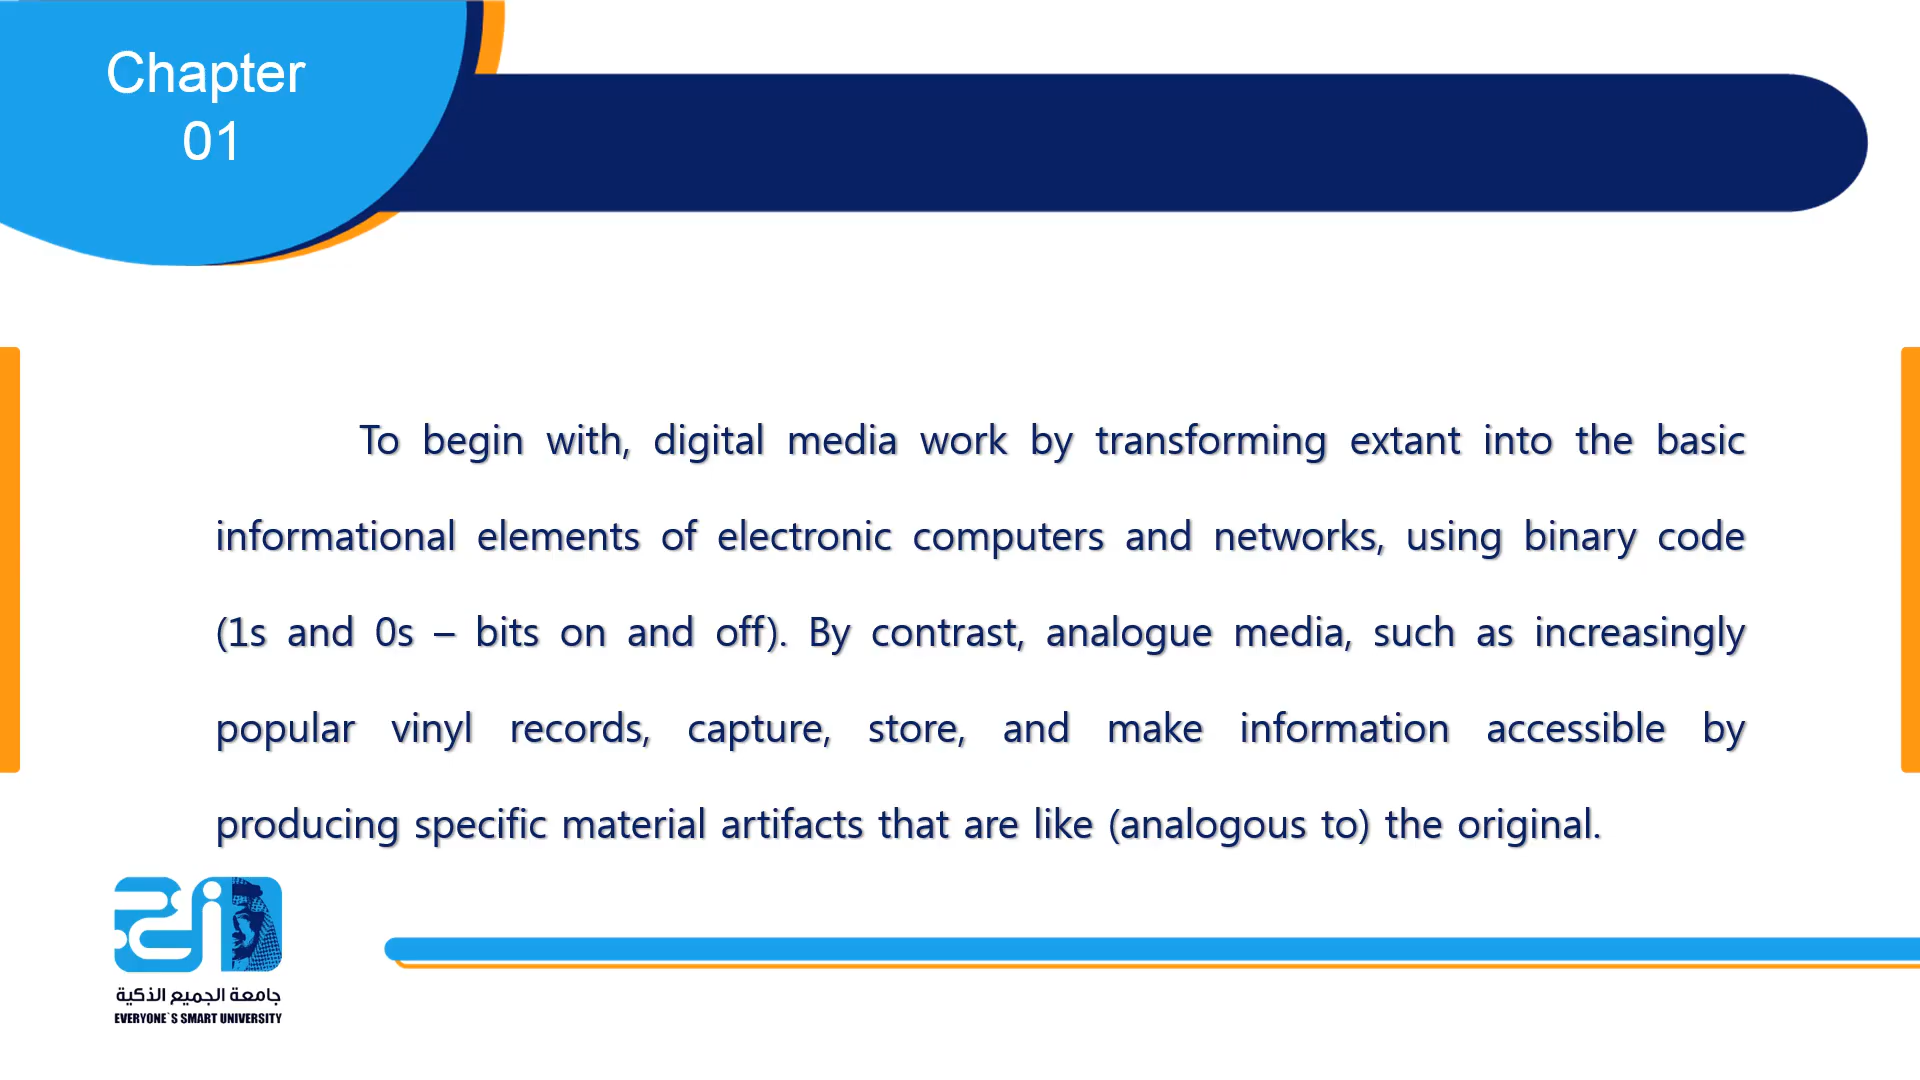 Chapter
01
To begin with, digital media work by transforming extant into the basic
informational elements of electronic computers and networks, using binary code
(1s and 0s – bits on and off). By contrast, analogue media, such as increasingly
popular vinyl records, capture, store, and make information accessible by
producing specific material artifacts that are like (analogous to) the original.
جامعة الجميع الذكية
EVERYONE`S SMART UNIVERSITY